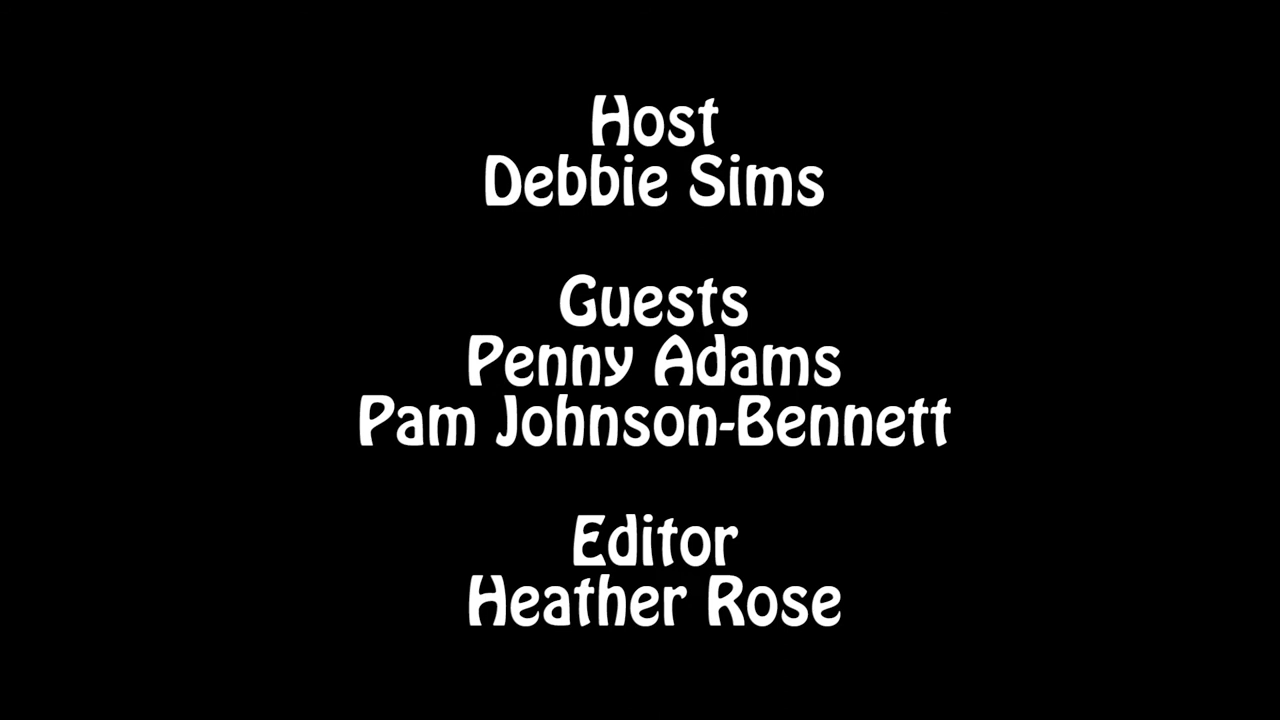 Host
Debbie Sims
Guests
Penny Adams
Pam Johnson-Bennett
Editor
Heather Rose